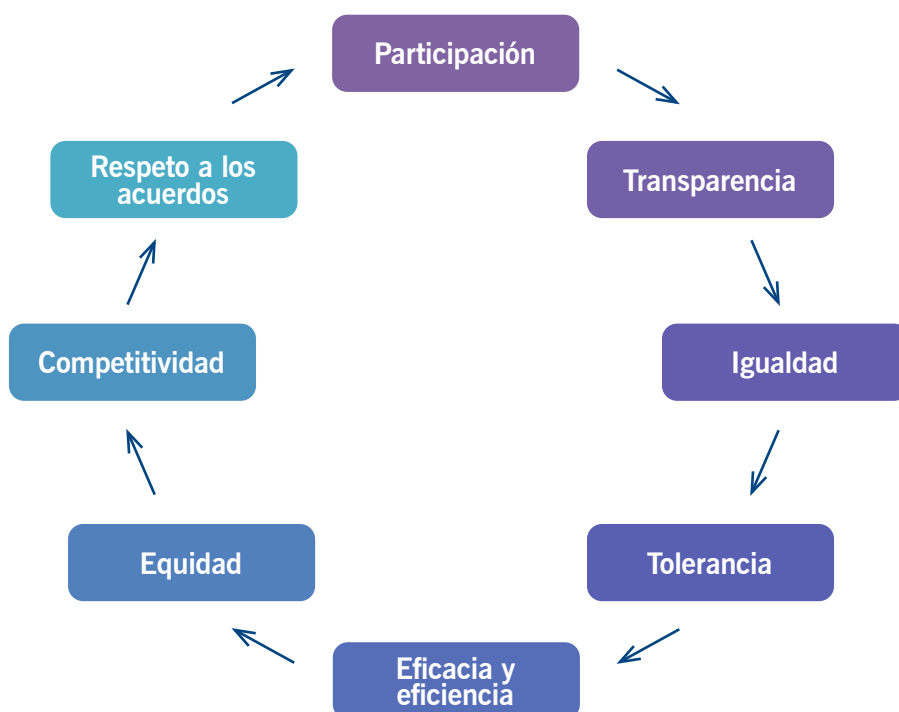 Participación
Transparencia
Igualdad
Tolerancia
Eficacia y
eficiencia
Equidad
Competitividad
Respeto a los
acuerdos